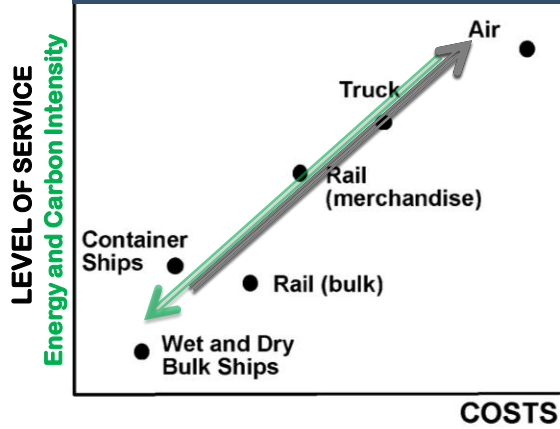 LEVEL OF SERVICE
Energy and Carbon Intensity
Air
Truck
Rail
(merchandise)
Container
Ships
Rail (bulk)
Wet and Dry
Bulk Ships
COSTS